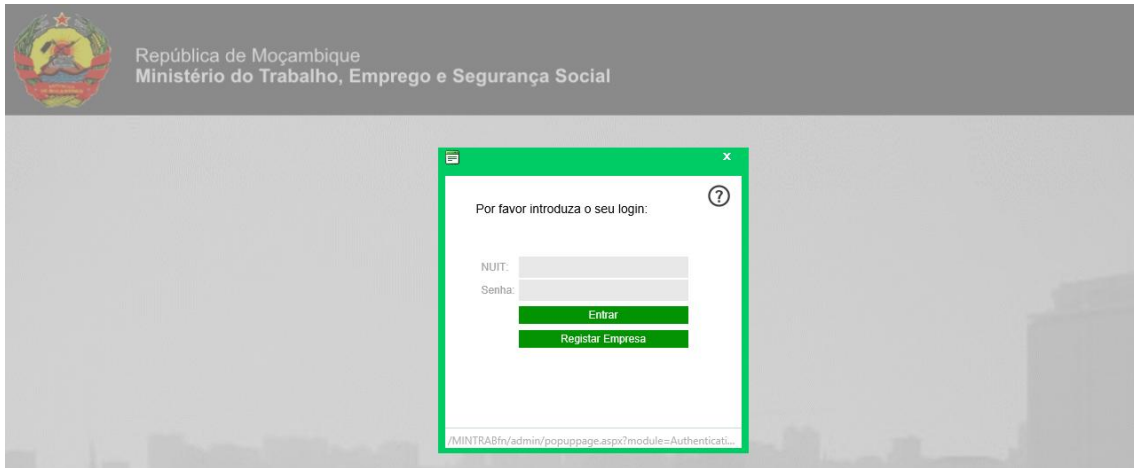 República de Moçambique
Ministério do Trabalho, Emprego e Segurança Social
x
?
Por favor introduza o seu login:
NUIT:
Senha:
Entrar
Registar Empresa
/MINTRABfn/admin/popuppage.aspx?module=Authenticati...